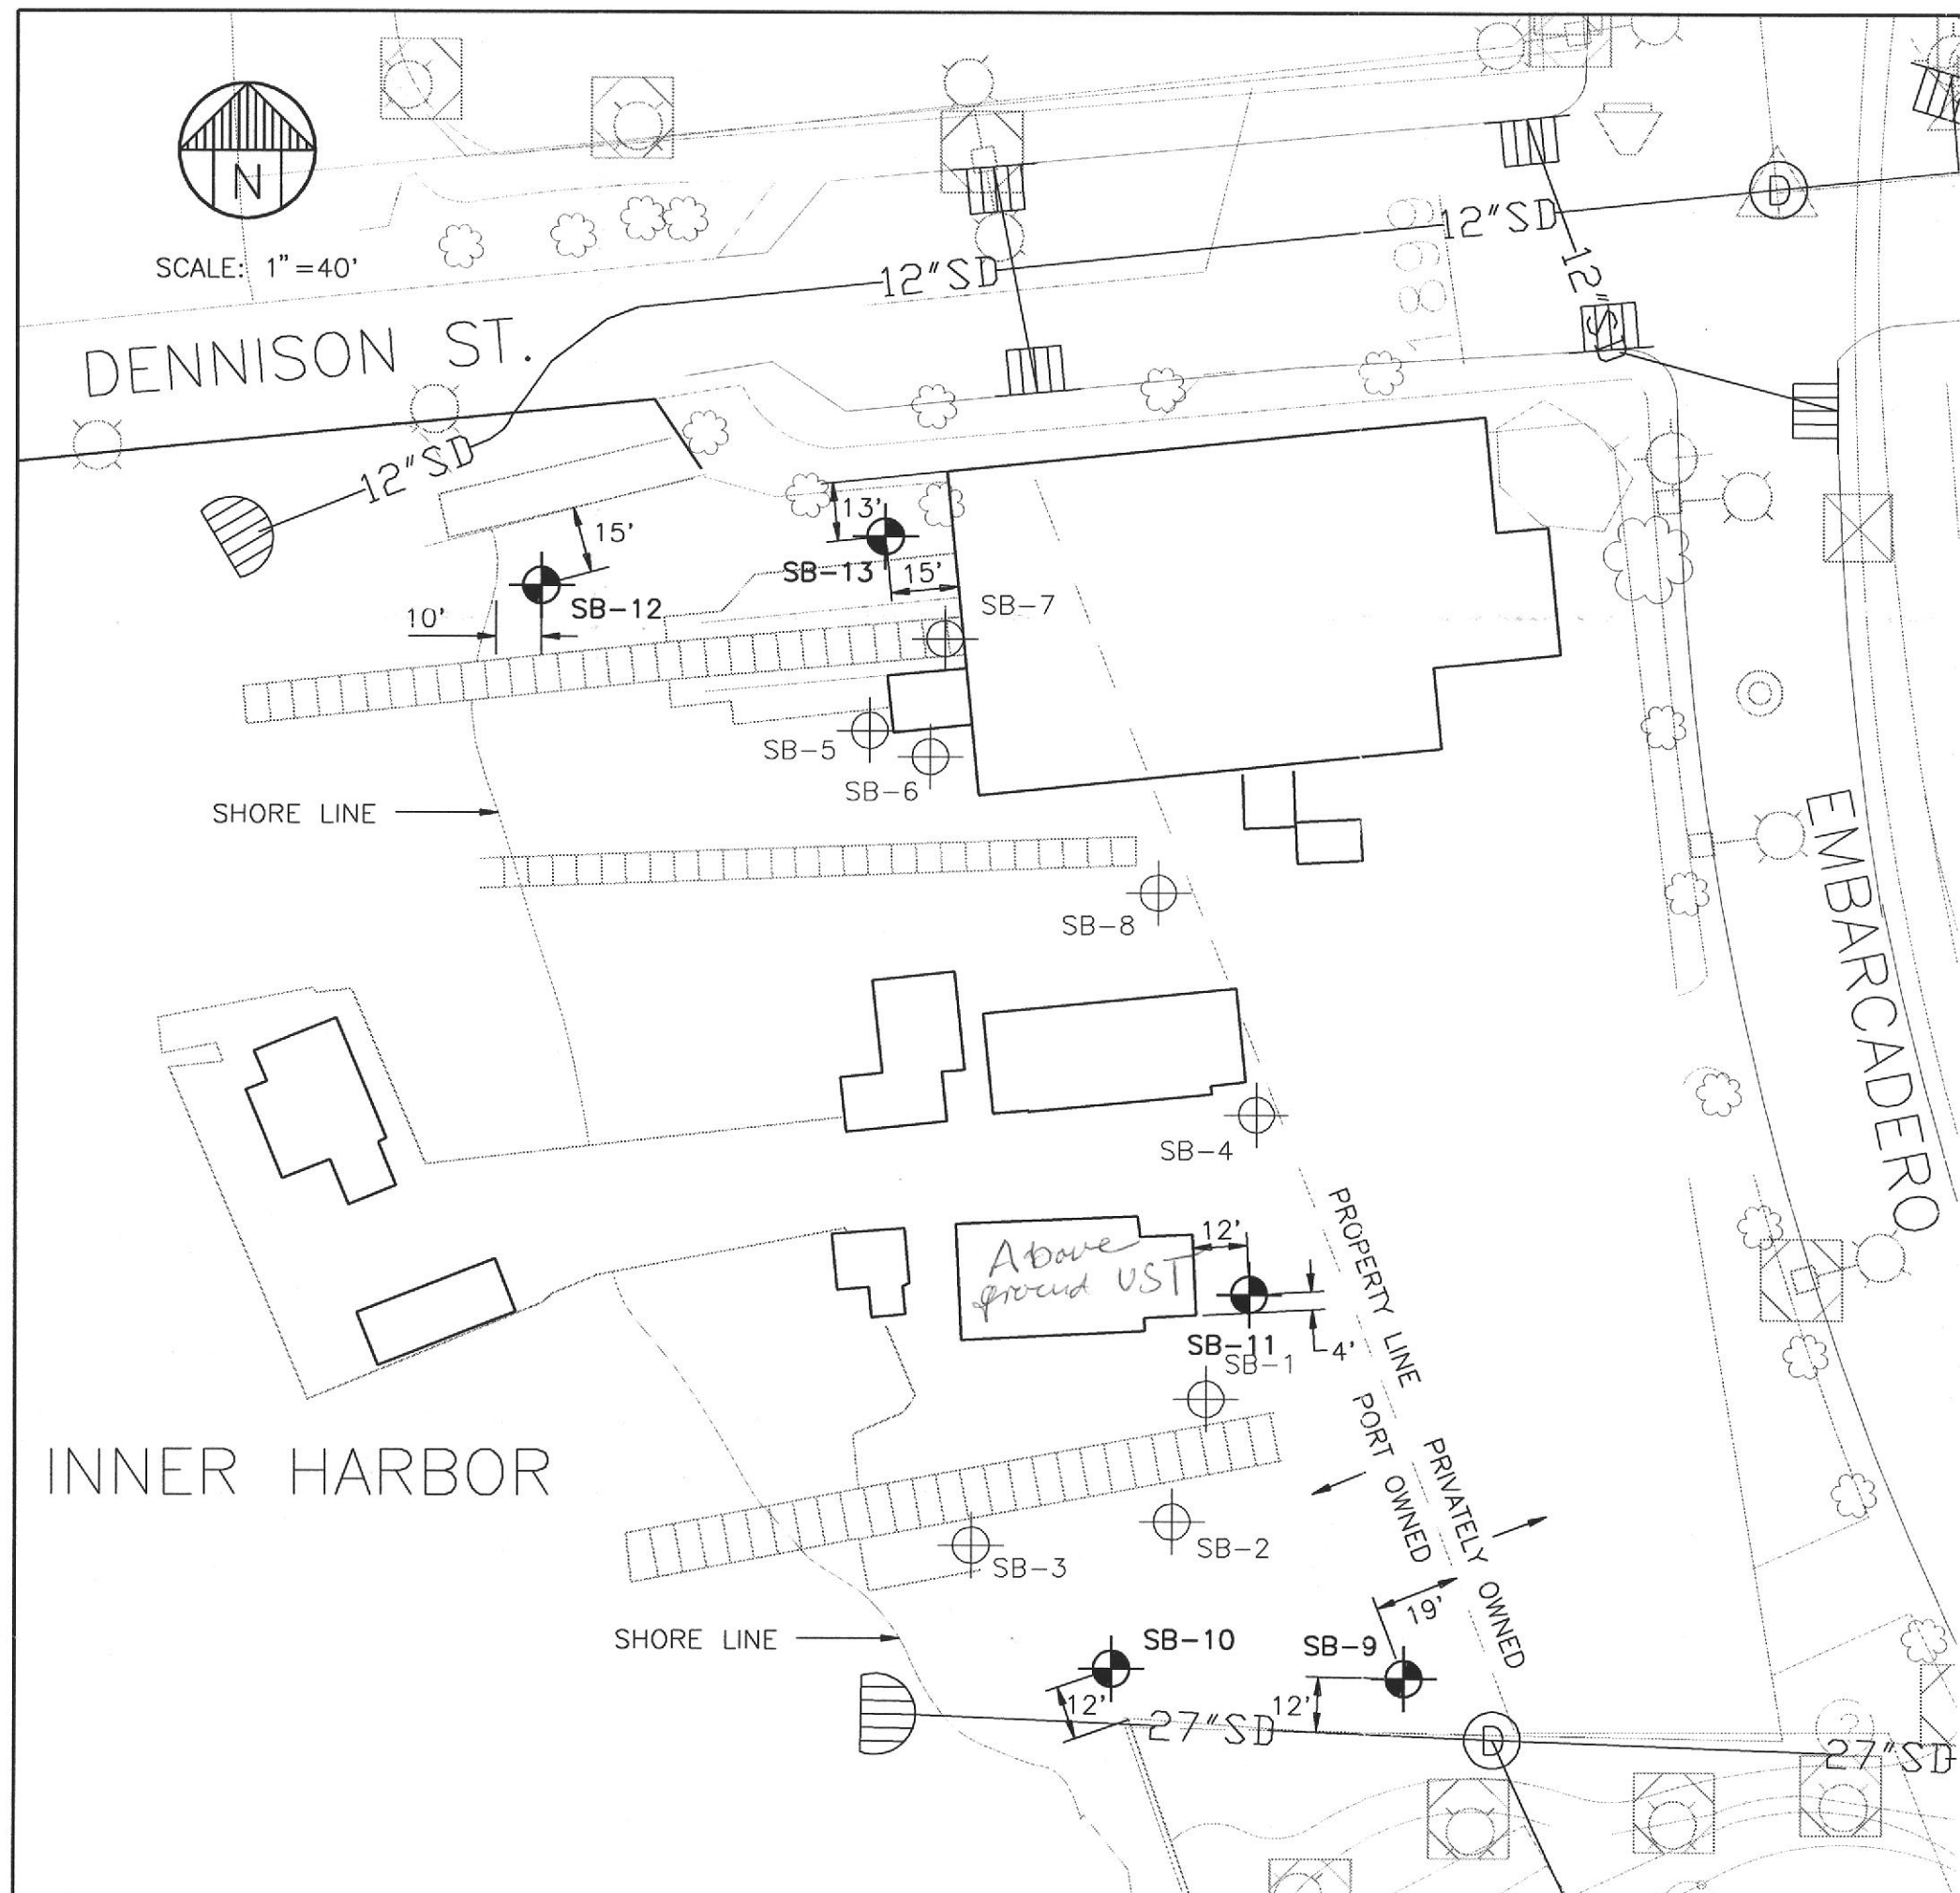 N
SCALE: 1"=40'
DENNISON ST.
12"SD
12"SD
12"SD
12"SD
D
1899
13'
15'
SB-13
15'
SB-12
10'
SB-7
SB-5
SB-6
SHORE LINE
SB-8
EMBARCADERO
SB-4
PROPERTY LINE
Above
ground UST
12'
SB-11
4'
SB-1
PORT OWNED
PRIVATELY OWNED
INNER HARBOR
SB-2
SB-3
19'
SHORE LINE
SB-10
SB-9
12'
12'
27"SD
D
27"SD